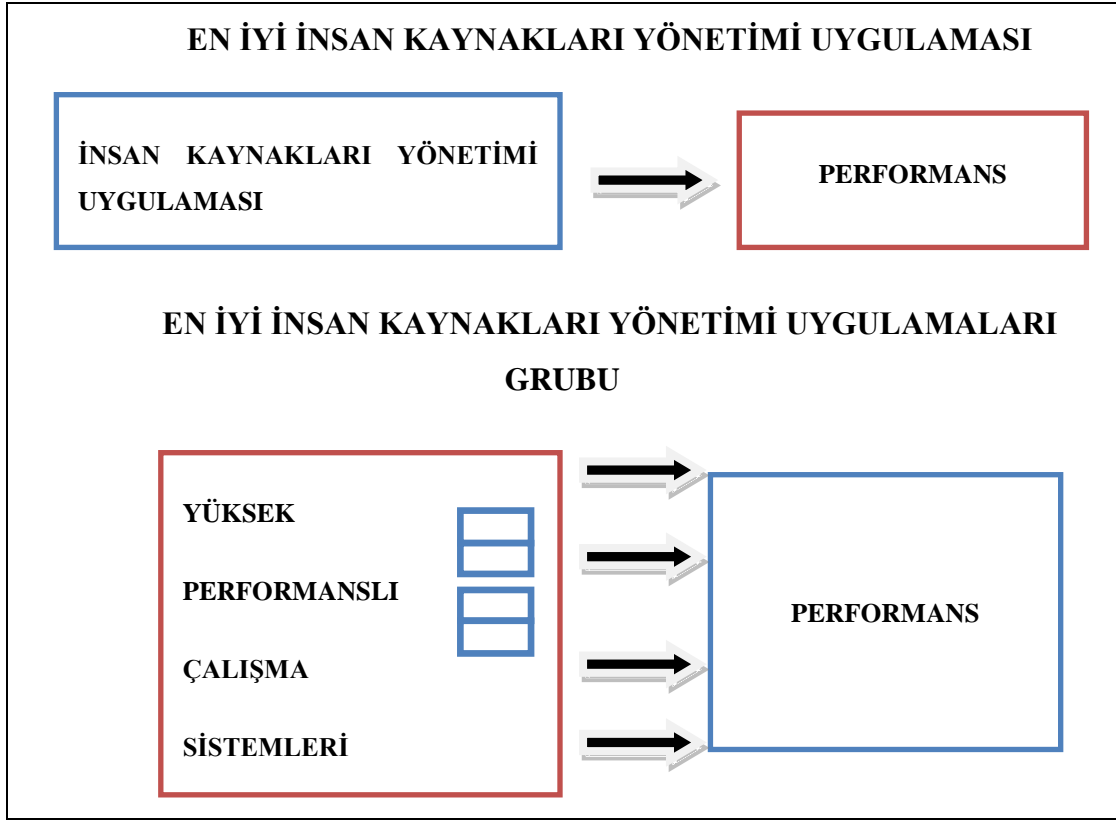 EN İYİ İNSAN KAYNAKLARI YÖNETİMİ UYGULAMASI
İNSAN KAYNAKLARI YÖNETİMİ
UYGULAMASI
PERFORMANS
EN İYİ İNSAN KAYNAKLARI YÖNETİMİ UYGULAMALARI
GRUBU
YÜKSEK
PERFORMANSLI
ÇALIŞMA
SİSTEMLERİ
PERFORMANS